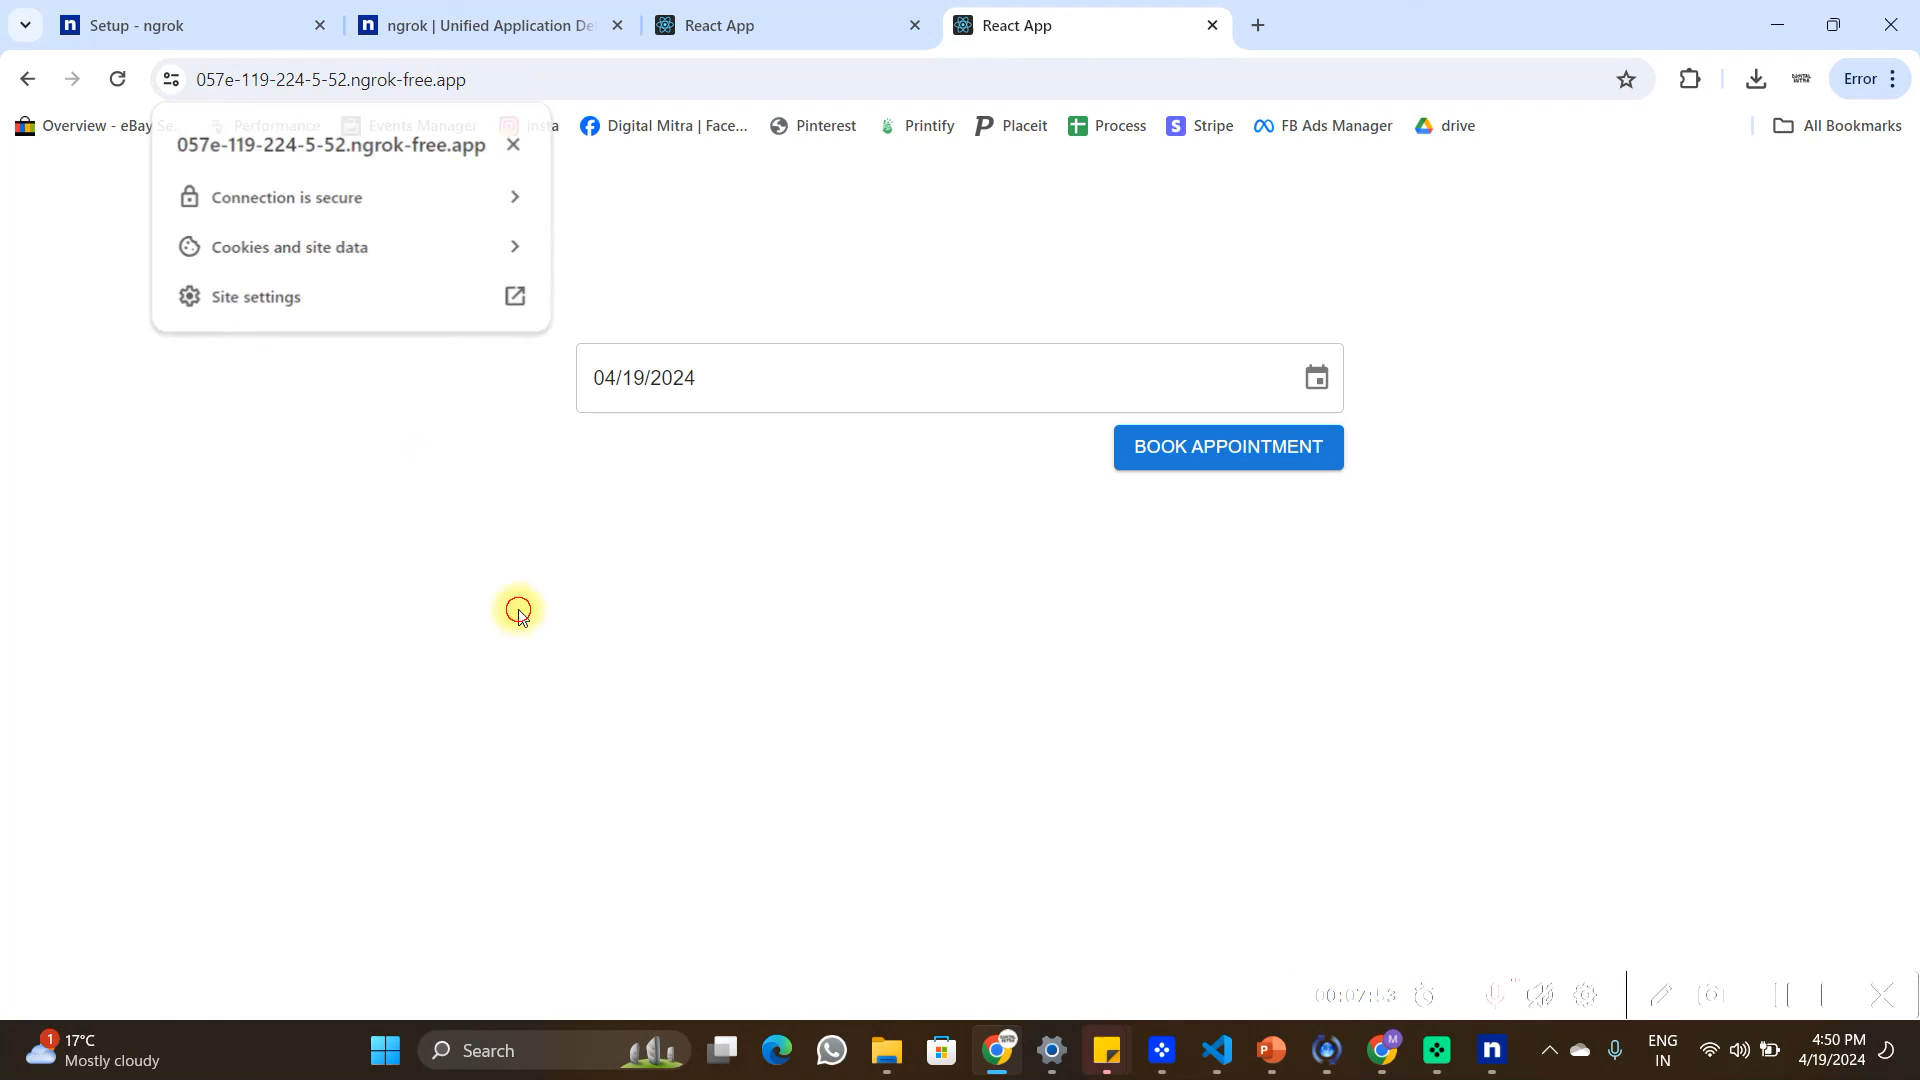 Setup - ngrok
ngrok | Unified Application De
React App
React App
057e-119-224-5-52.ngrok-free.app
Error
Overview - eBay Se...
Performance
Events Manager
Insta
Digital Mitra | Face...
Pinterest
Printify
Placeit
Process
Stripe
FB Ads Manager
drive
All Bookmarks
057e-119-224-5-52.ngrok-free.app
Connection is secure
Cookies and site data
Site settings
04/19/2024
BOOK APPOINTMENT
00:07:53
1
17°C
Mostly cloudy
Search
ENG
IN
4:50 PM
4/19/2024